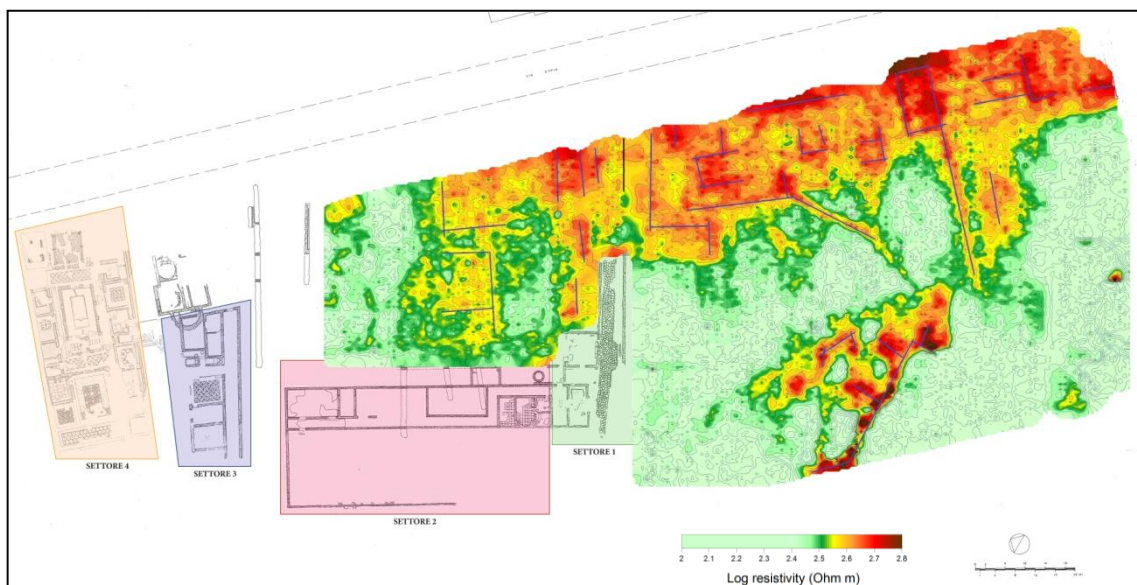 SETTORE 4
SETTORE 3
SETTORE 2
SETTORE 1
2 2.1 2.2 2.3 2.4 2.5 2.6 2.7 2.8
Log resistivity (Ohm m)